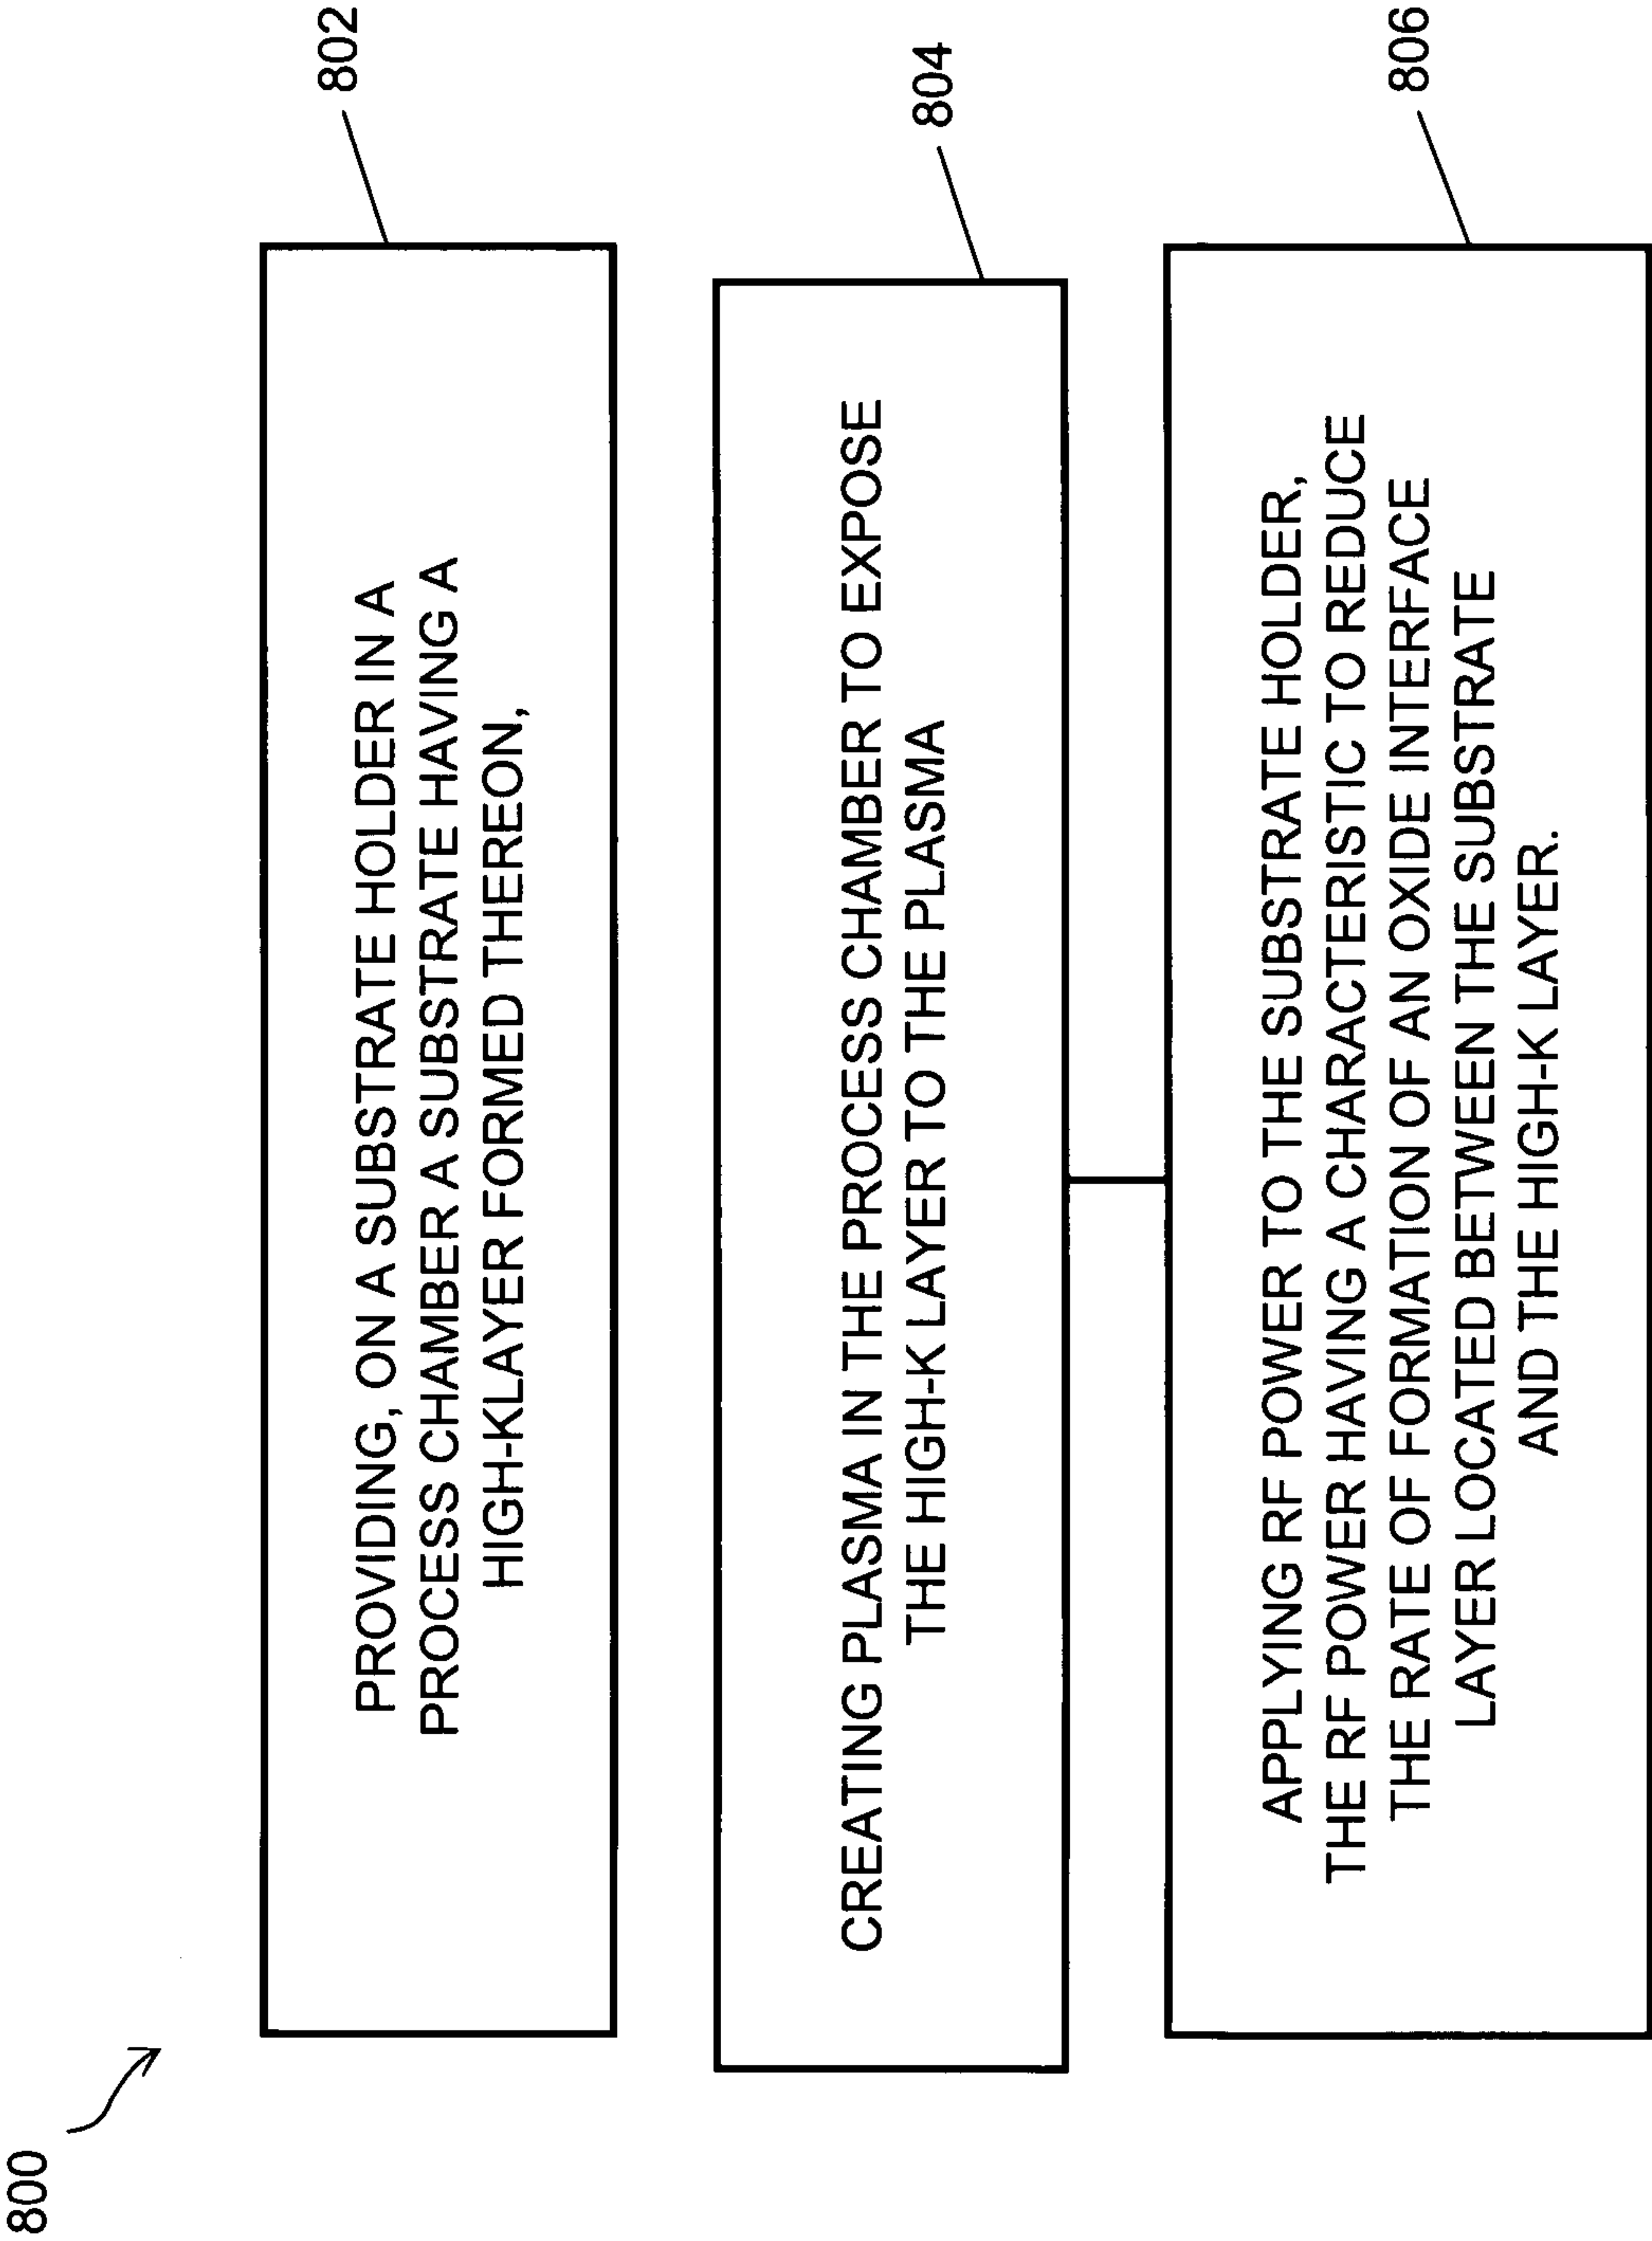 800
802
PROVIDING, ON A SUBSTRATE HOLDER IN A
PROCESS CHAMBER A SUBSTRATE HAVING A
HIGH-KLAYER FORMED THEREON,
804
CREATING PLASMA IN THE PROCESS CHAMBER TO EXPOSE
THE HIGH-K LAYER TO THE PLASMA
806
APPLYING RF POWER TO THE SUBSTRATE HOLDER,
THE RF POWER HAVING A CHARACTERISTIC TO REDUCE
THE RATE OF FORMATION OF AN OXIDE INTERFACE
LAYER LOCATED BETWEEN THE SUBSTRATE
AND THE HIGH-K LAYER.